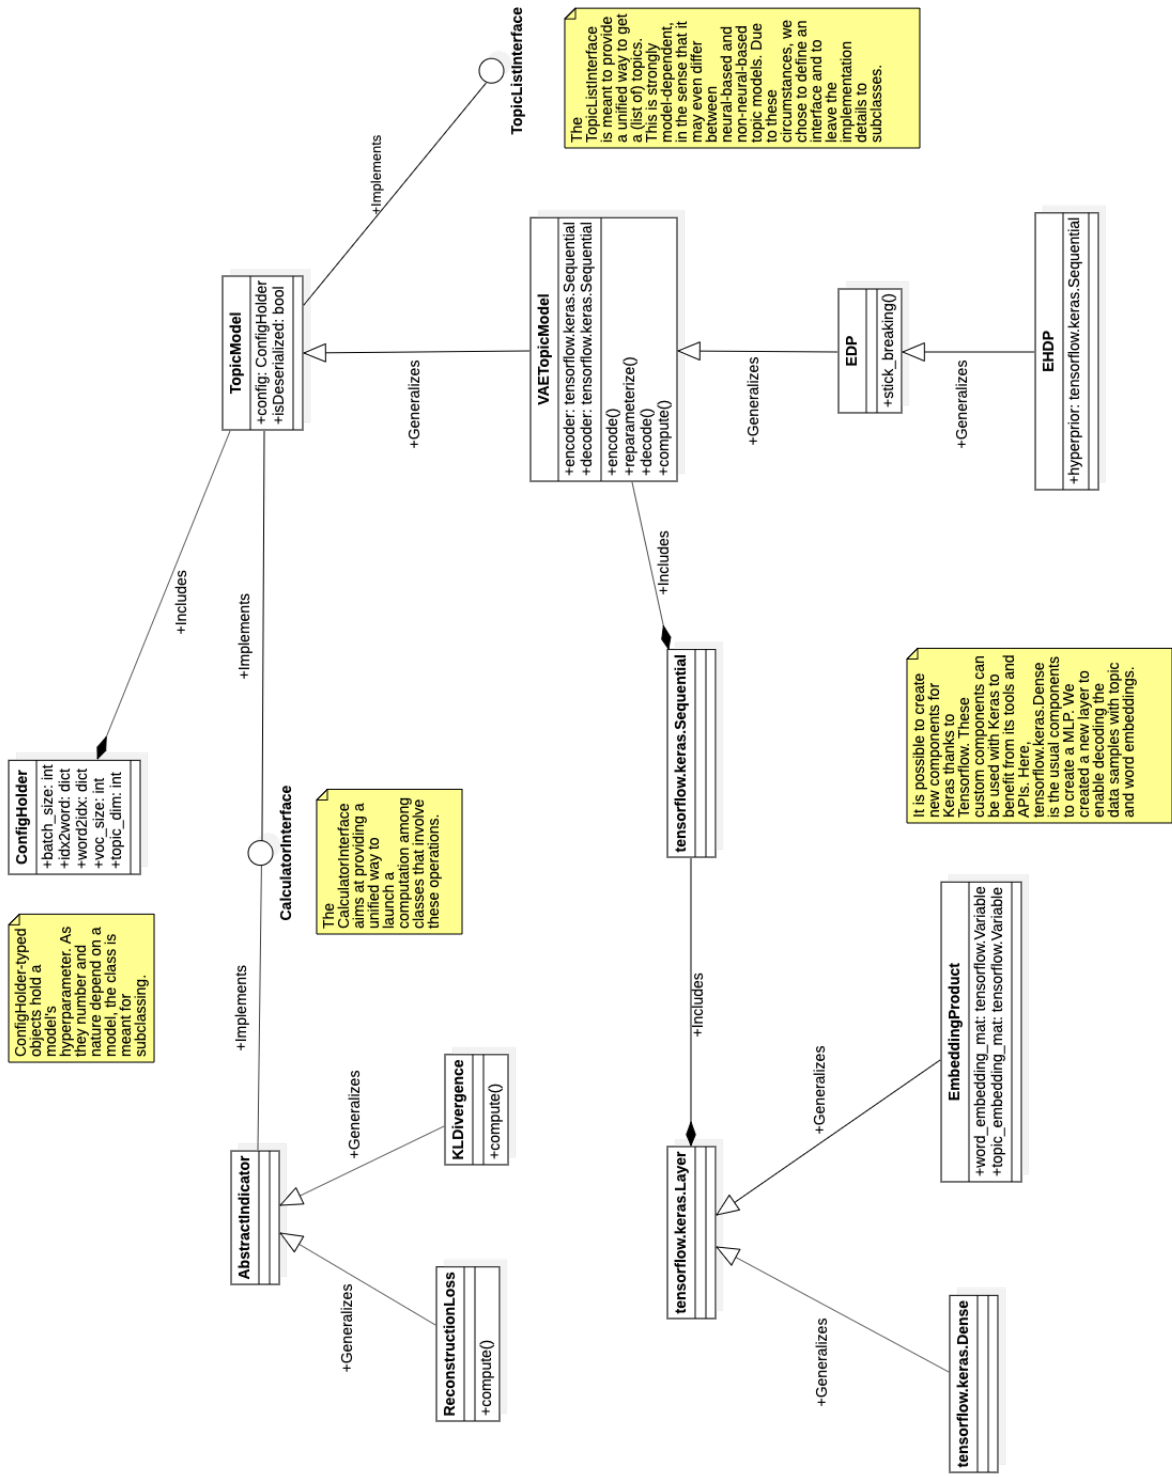 ConfigHolder-typed
objects hold a
model's
hyperparameter. As
they number and
nature depend on a
model, the class is
meant for
subclassing.
ConfigHolder
+batch_size: int
+idx2word: dict
+word2idx: dict
+voc_size: int
+topic_dim: int
+Includes
TopicModel
+config: ConfigHolder
+isDeserialized: bool
+Implements
TopicListInterface
The
TopicListInterface
is meant to provide
a unified way to get
a (list of) topics.
This is strongly
model-dependent,
in the sense that it
may even differ
between
neural-based and
non-neural-based
topic models. Due
to these
circumstances, we
chose to define an
interface and to
leave the
implementation
details to
subclasses.
+Implements
CalculatorInterface
The
CalculatorInterface
aims at providing a
unified way to
launch a
computation among
classes that involve
these operations.
+Implements
AbstractIndicator
+Generalizes
+Generalizes
ReconstructionLoss
+compute()
KLDivergence
+compute()
+Generalizes
VAETopicModel
+encoder: tensorflow.keras.Sequential
+decoder: tensorflow.keras.Sequential
+encode()
+reparameterize()
+decode()
+compute()
+Generalizes
EDP
+stick_breaking()
+Generalizes
EHDP
+hyperprior: tensorflow.keras.Sequential
+Includes
tensorflow.keras.Sequential
+Includes
tensorflow.keras.Layer
+Generalizes
+Generalizes
tensorflow.keras.Dense
EmbeddingProduct
+word_embedding_mat: tensorflow.Variable
+topic_embedding_mat: tensorflow.Variable
It is possible to create
new components for
Keras thanks to
Tensorflow. These
custom components can
be used with Keras to
benefit from its tools and
APIs. Here,
tensorflow.keras.Dense
is the usual components
to create a MLP. We
created a new layer to
enable decoding the
data samples with topic
and word embeddings.